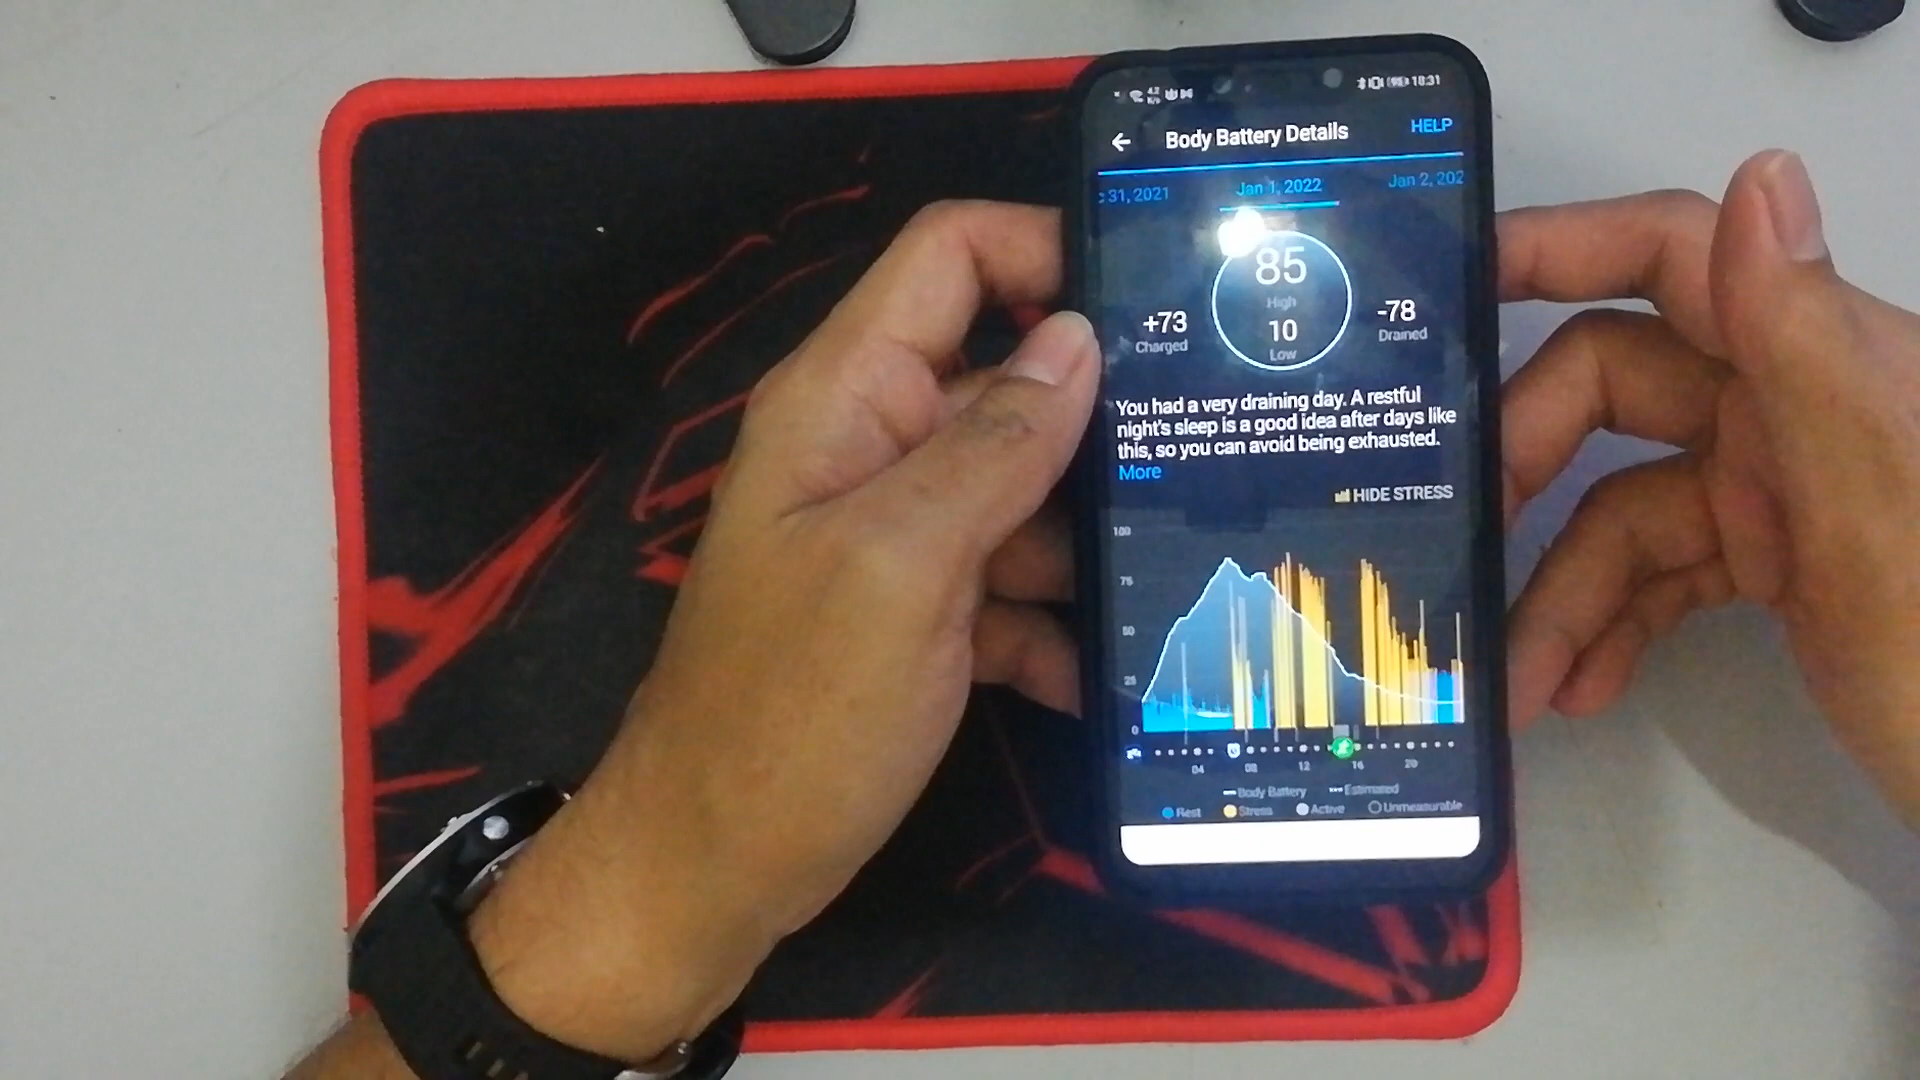 18:31
Body Battery Details
HELP
31, 2021
Jan 1, 2022
Jan 2, 202
85
High
10
Low
+73
Charged
-78
Drained
You had a very draining day. A restful
night's sleep is a good idea after days like
this, so you can avoid being exhausted.
More
HIDE STRESS
100
75
50
25
0
04 08 12 16 20
Body Battery Estimated
Rest Stress Active Unmeasurable